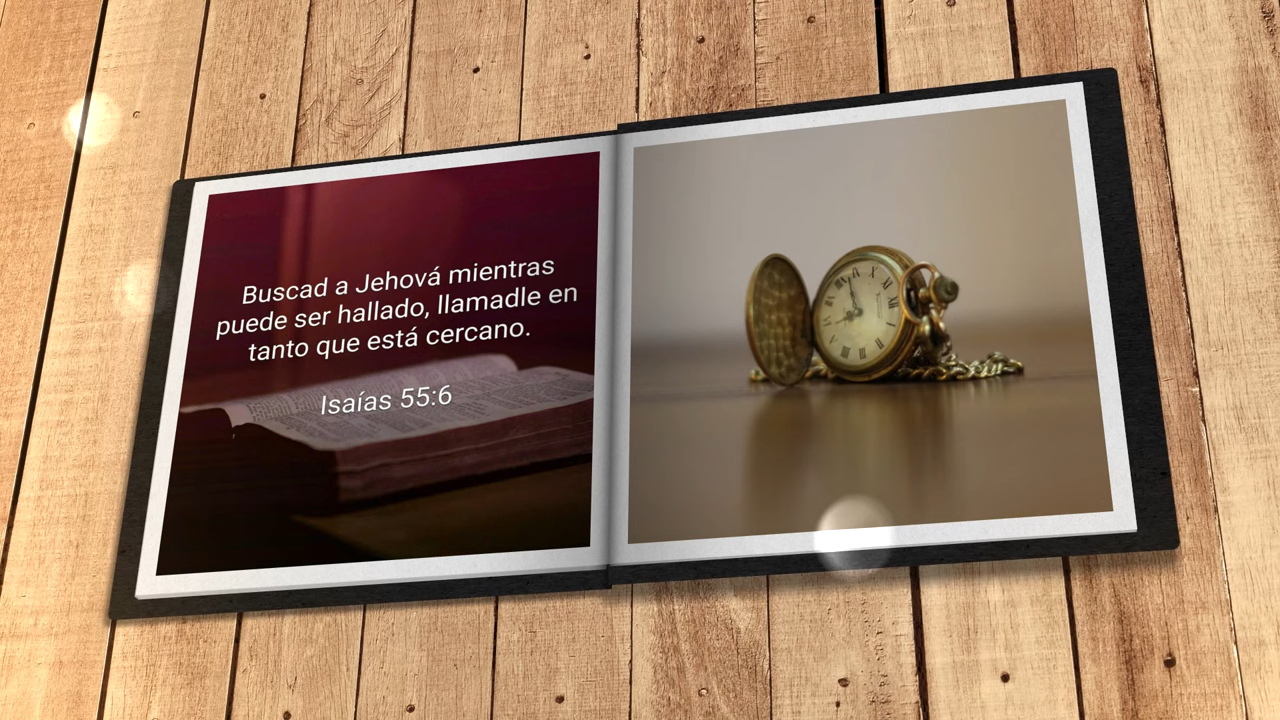 Buscad a Jehová mientras
puede ser hallado, llamadle en
tanto que está cercano.
Isaías 55:6